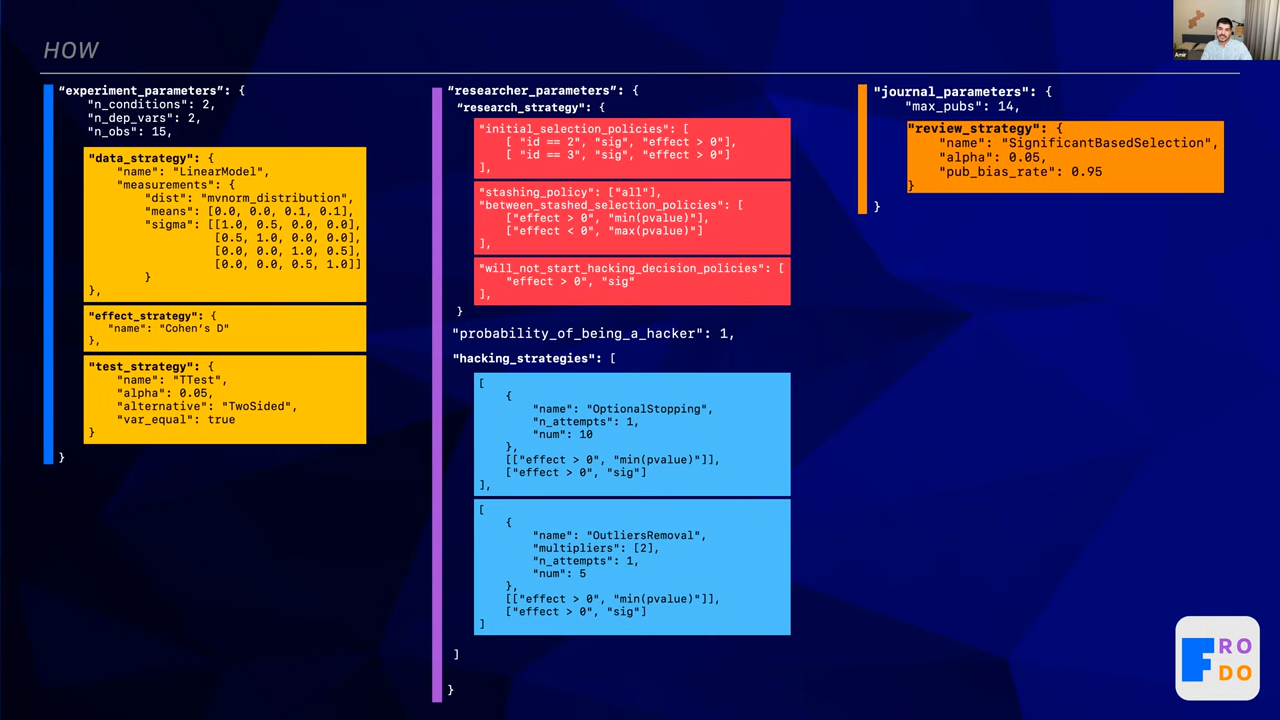 HOW
“experiment_parameters”: {
"n_conditions": 2,
"n_dep_vars": 2,
"n_obs": 15,
"data_strategy": {
"name": "LinearModel",
"measurements": {
"dist": "mvnorm_distribution",
"means": [0.0, 0.0, 0.1, 0.1],
"sigma": [[1.0, 0.5, 0.0, 0.0],
[0.5, 1.0, 0.0, 0.0],
[0.0, 0.0, 1.0, 0.5],
[0.0, 0.0, 0.5, 1.0]]
}
},
"effect_strategy": {
"name": "Cohen’s D"
},
"test_strategy": {
"name": "TTest",
"alpha": 0.05,
"alternative": "TwoSided",
"var_equal": true
}
}
“researcher_parameters”: {
"research_strategy": {
"initial_selection_policies": [
[ "id == 2", "sig", "effect > 0"],
[ "id == 3", "sig", "effect > 0"]
],
"stashing_policy": ["all"],
"between_stashed_selection_policies": [
["effect > 0", "min(pvalue)"],
["effect < 0", "max(pvalue)"]
],
"will_not_start_hacking_decision_policies": [
"effect > 0", "sig"
],
}
"probability_of_being_a_hacker": 1,
"hacking_strategies": [
[
{
"name": "OptionalStopping",
"n_attempts": 1,
"num": 10
},
[["effect > 0", "min(pvalue)"]],
["effect > 0", "sig"]
],
[
{
"name": "OutliersRemoval",
"multipliers": [2],
"n_attempts": 1,
"num": 5
},
[["effect > 0", "min(pvalue)"]],
["effect > 0", "sig"]
]
]
}
"journal_parameters": {
"max_pubs": 14,
"review_strategy": {
"name": "SignificantBasedSelection",
"alpha": 0.05,
"pub_bias_rate": 0.95
}
}
Amir
F RO
DO